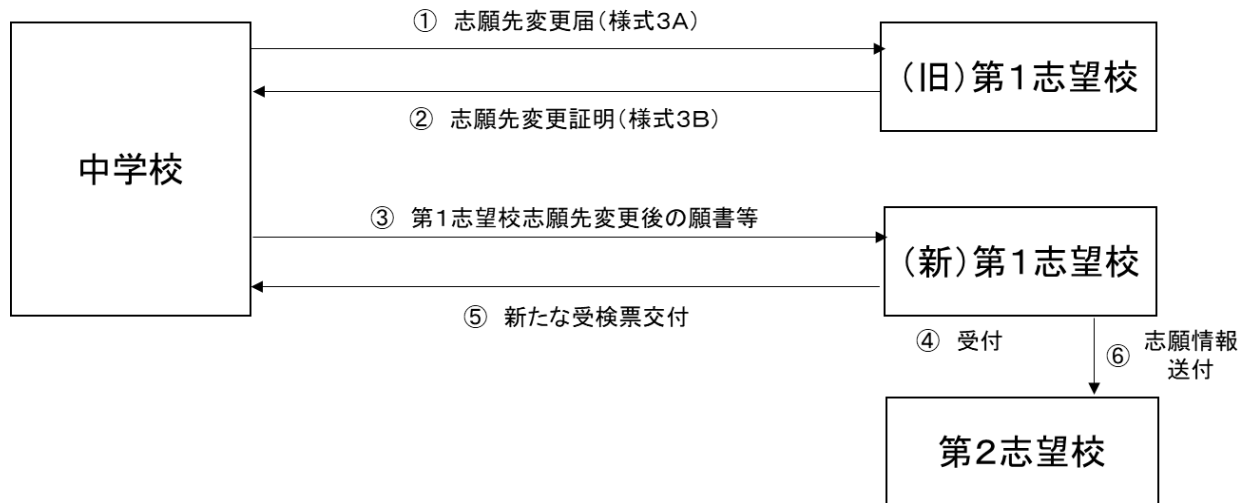 ① 志願先変更届(様式3A)
(旧)第1志望校
② 志願先変更証明(様式3B)
中学校
③ 第1志望校志願先変更後の願書等
(新)第1志望校
⑤ 新たな受検票交付
④ 受付
⑥ 志願情報
送付
第2志望校